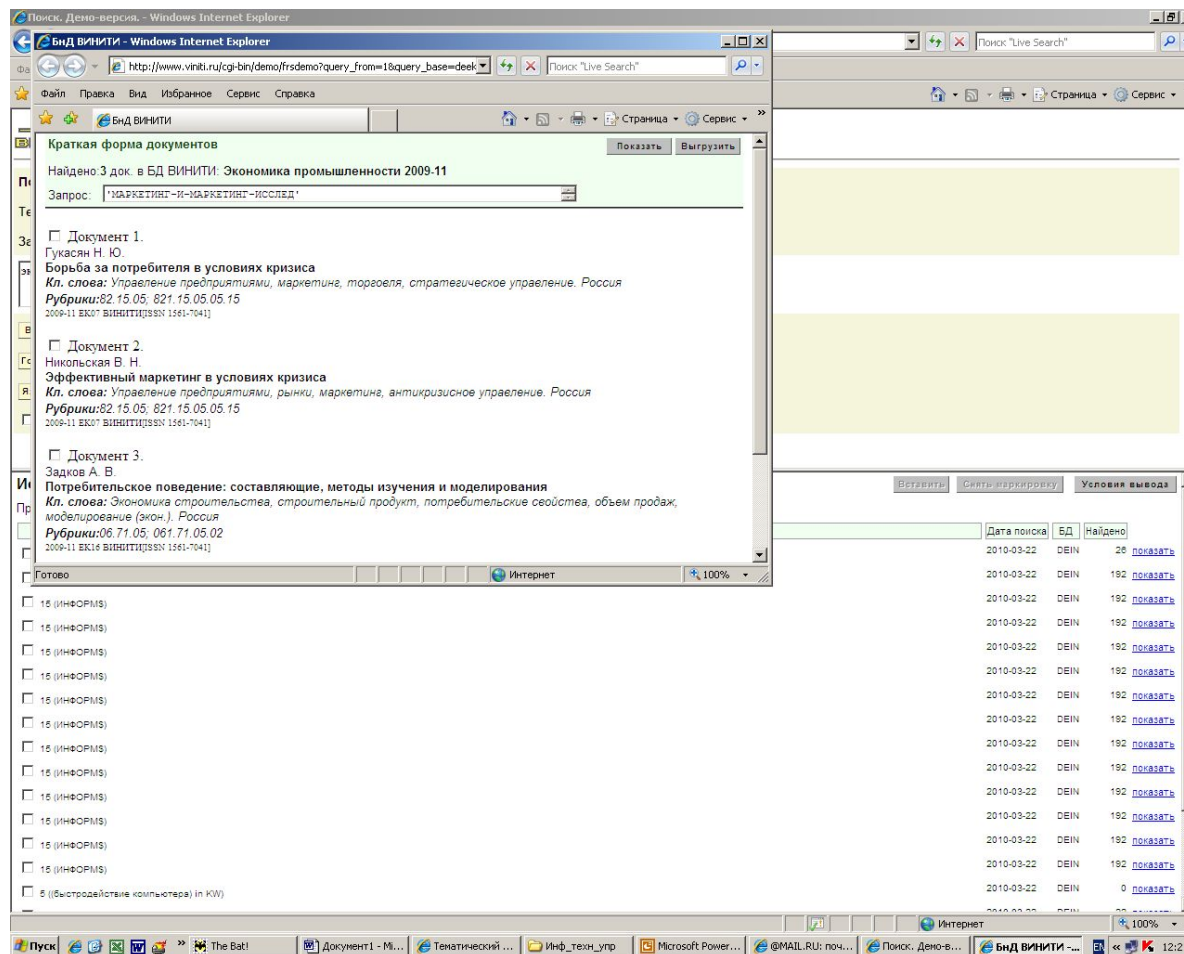 Поиск. Демо-версия. - Windows Internet Explorer
БнД ВИНИТИ - Windows Internet Explorer
Поиск "Live Search"
http://www.viniti.ru/cgi-bin/demo/frsdemo?query_from=1&query_base=deek
Поиск "Live Search"
Файл Правка Вид Избранное Сервис Справка
Страница Сервис
БнД ВИНИТИ
Страница Сервис
Краткая форма документов
Показать Выгрузить
Найдено:3 док. в БД ВИНИТИ: Экономика промышленности 2009-11
Запрос: 'МАРКЕТИНГ-И-МАРКЕТИНГ-ИССЛЕД'
Документ 1.
Гукасян Н. Ю.
Борьба за потребителя в условиях кризиса
Кл. слова: Управление предприятиями, маркетинг, торговля, стратегическое управление. Россия
Рубрики:82.15.05; 821.15.05.05.15
2009-11 ЕК07 ВИНИТИ[ISSN 1561-7041]
Документ 2.
Никольская В. Н.
Эффективный маркетинг в условиях кризиса
Кл. слова: Управление предприятиями, рынки, маркетинг, антикризисное управление. Россия
Рубрики:82.15.05; 821.15.05.05.15
2009-11 ЕК07 ВИНИТИ[ISSN 1561-7041]
Документ 3.
Задков А. В.
Потребительское поведение: составляющие, методы изучения и моделирования
Кл. слова: Экономика строительства, строительный продукт, потребительские свойства, объем продаж,
моделирование (экон.). Россия
Рубрики:06.71.05; 061.71.05.02
2009-11 ЕК16 ВИНИТИ[ISSN 1561-7041]
Готово Интернет 100%
Вставить Снять маркировку Условия вывода
Дата поиска БД Найдено
2010-03-22 DEIN 26 показать
2010-03-22 DEIN 192 показать
15 (ИНФОРМ$) 2010-03-22 DEIN 192 показать
15 (ИНФОРМ$) 2010-03-22 DEIN 192 показать
15 (ИНФОРМ$) 2010-03-22 DEIN 192 показать
15 (ИНФОРМ$) 2010-03-22 DEIN 192 показать
15 (ИНФОРМ$) 2010-03-22 DEIN 192 показать
15 (ИНФОРМ$) 2010-03-22 DEIN 192 показать
15 (ИНФОРМ$) 2010-03-22 DEIN 192 показать
15 (ИНФОРМ$) 2010-03-22 DEIN 192 показать
15 (ИНФОРМ$) 2010-03-22 DEIN 192 показать
15 (ИНФОРМ$) 2010-03-22 DEIN 192 показать
15 (ИНФОРМ$) 2010-03-22 DEIN 192 показать
15 (ИНФОРМ$) 2010-03-22 DEIN 192 показать
5 ((быстродействие компьютера) in KW) 2010-03-22 DEIN 0 показать
Интернет 100%
Пуск » The Bat! Документ1 - Mi... Тематический ... Инф_техн_упр Microsoft Power... @MAIL.RU: поч... Поиск. Демо-в... БнД ВИНИТИ -... EN « 12:2